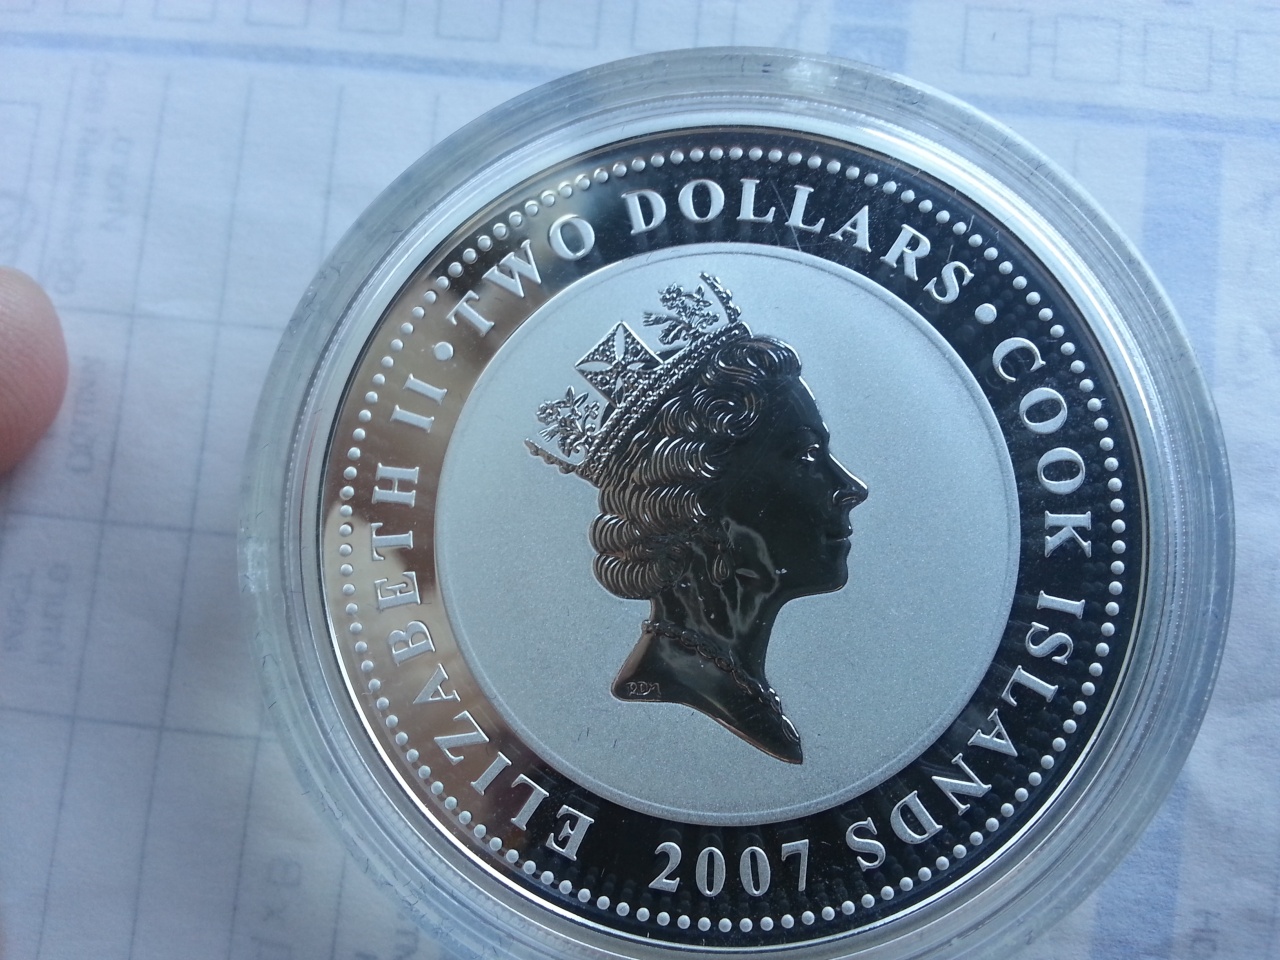 ELIZABETH II • TWO DOLLARS • COOK ISLANDS
2007
RDM